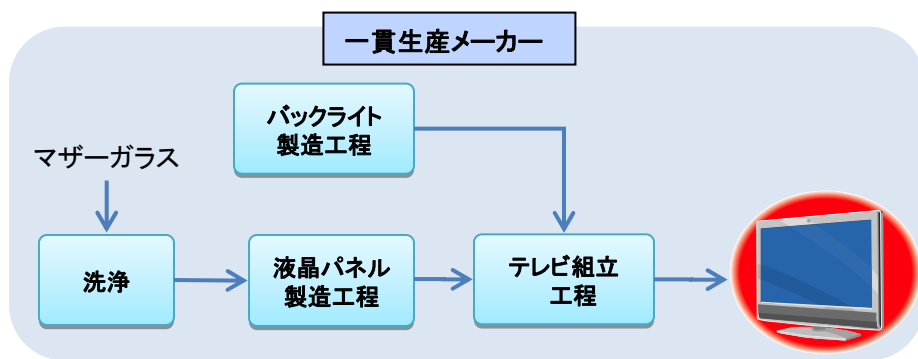 一貫生産メーカー
バックライト
製造工程
マザーガラス
洗浄
液晶パネル
製造工程
テレビ組立
工程